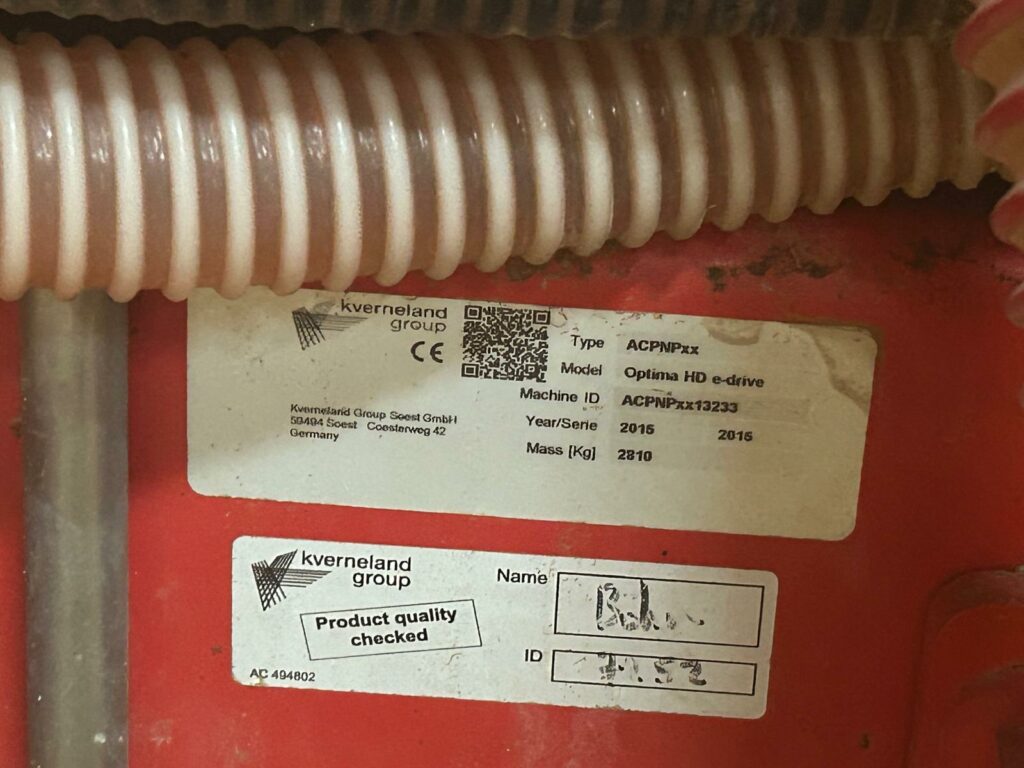 kverneland
group
CE
Type ACPNPxx
Model Optima HD e-drive
Machine ID ACPNPxx13233
Year/Serie 2015 2015
Mass [Kg] 2810
Kverneland Group Soest GmbH
59494 Soest Coesterweg 42
Germany
kverneland
group
Product quality
checked
AC 494802
Name
ID